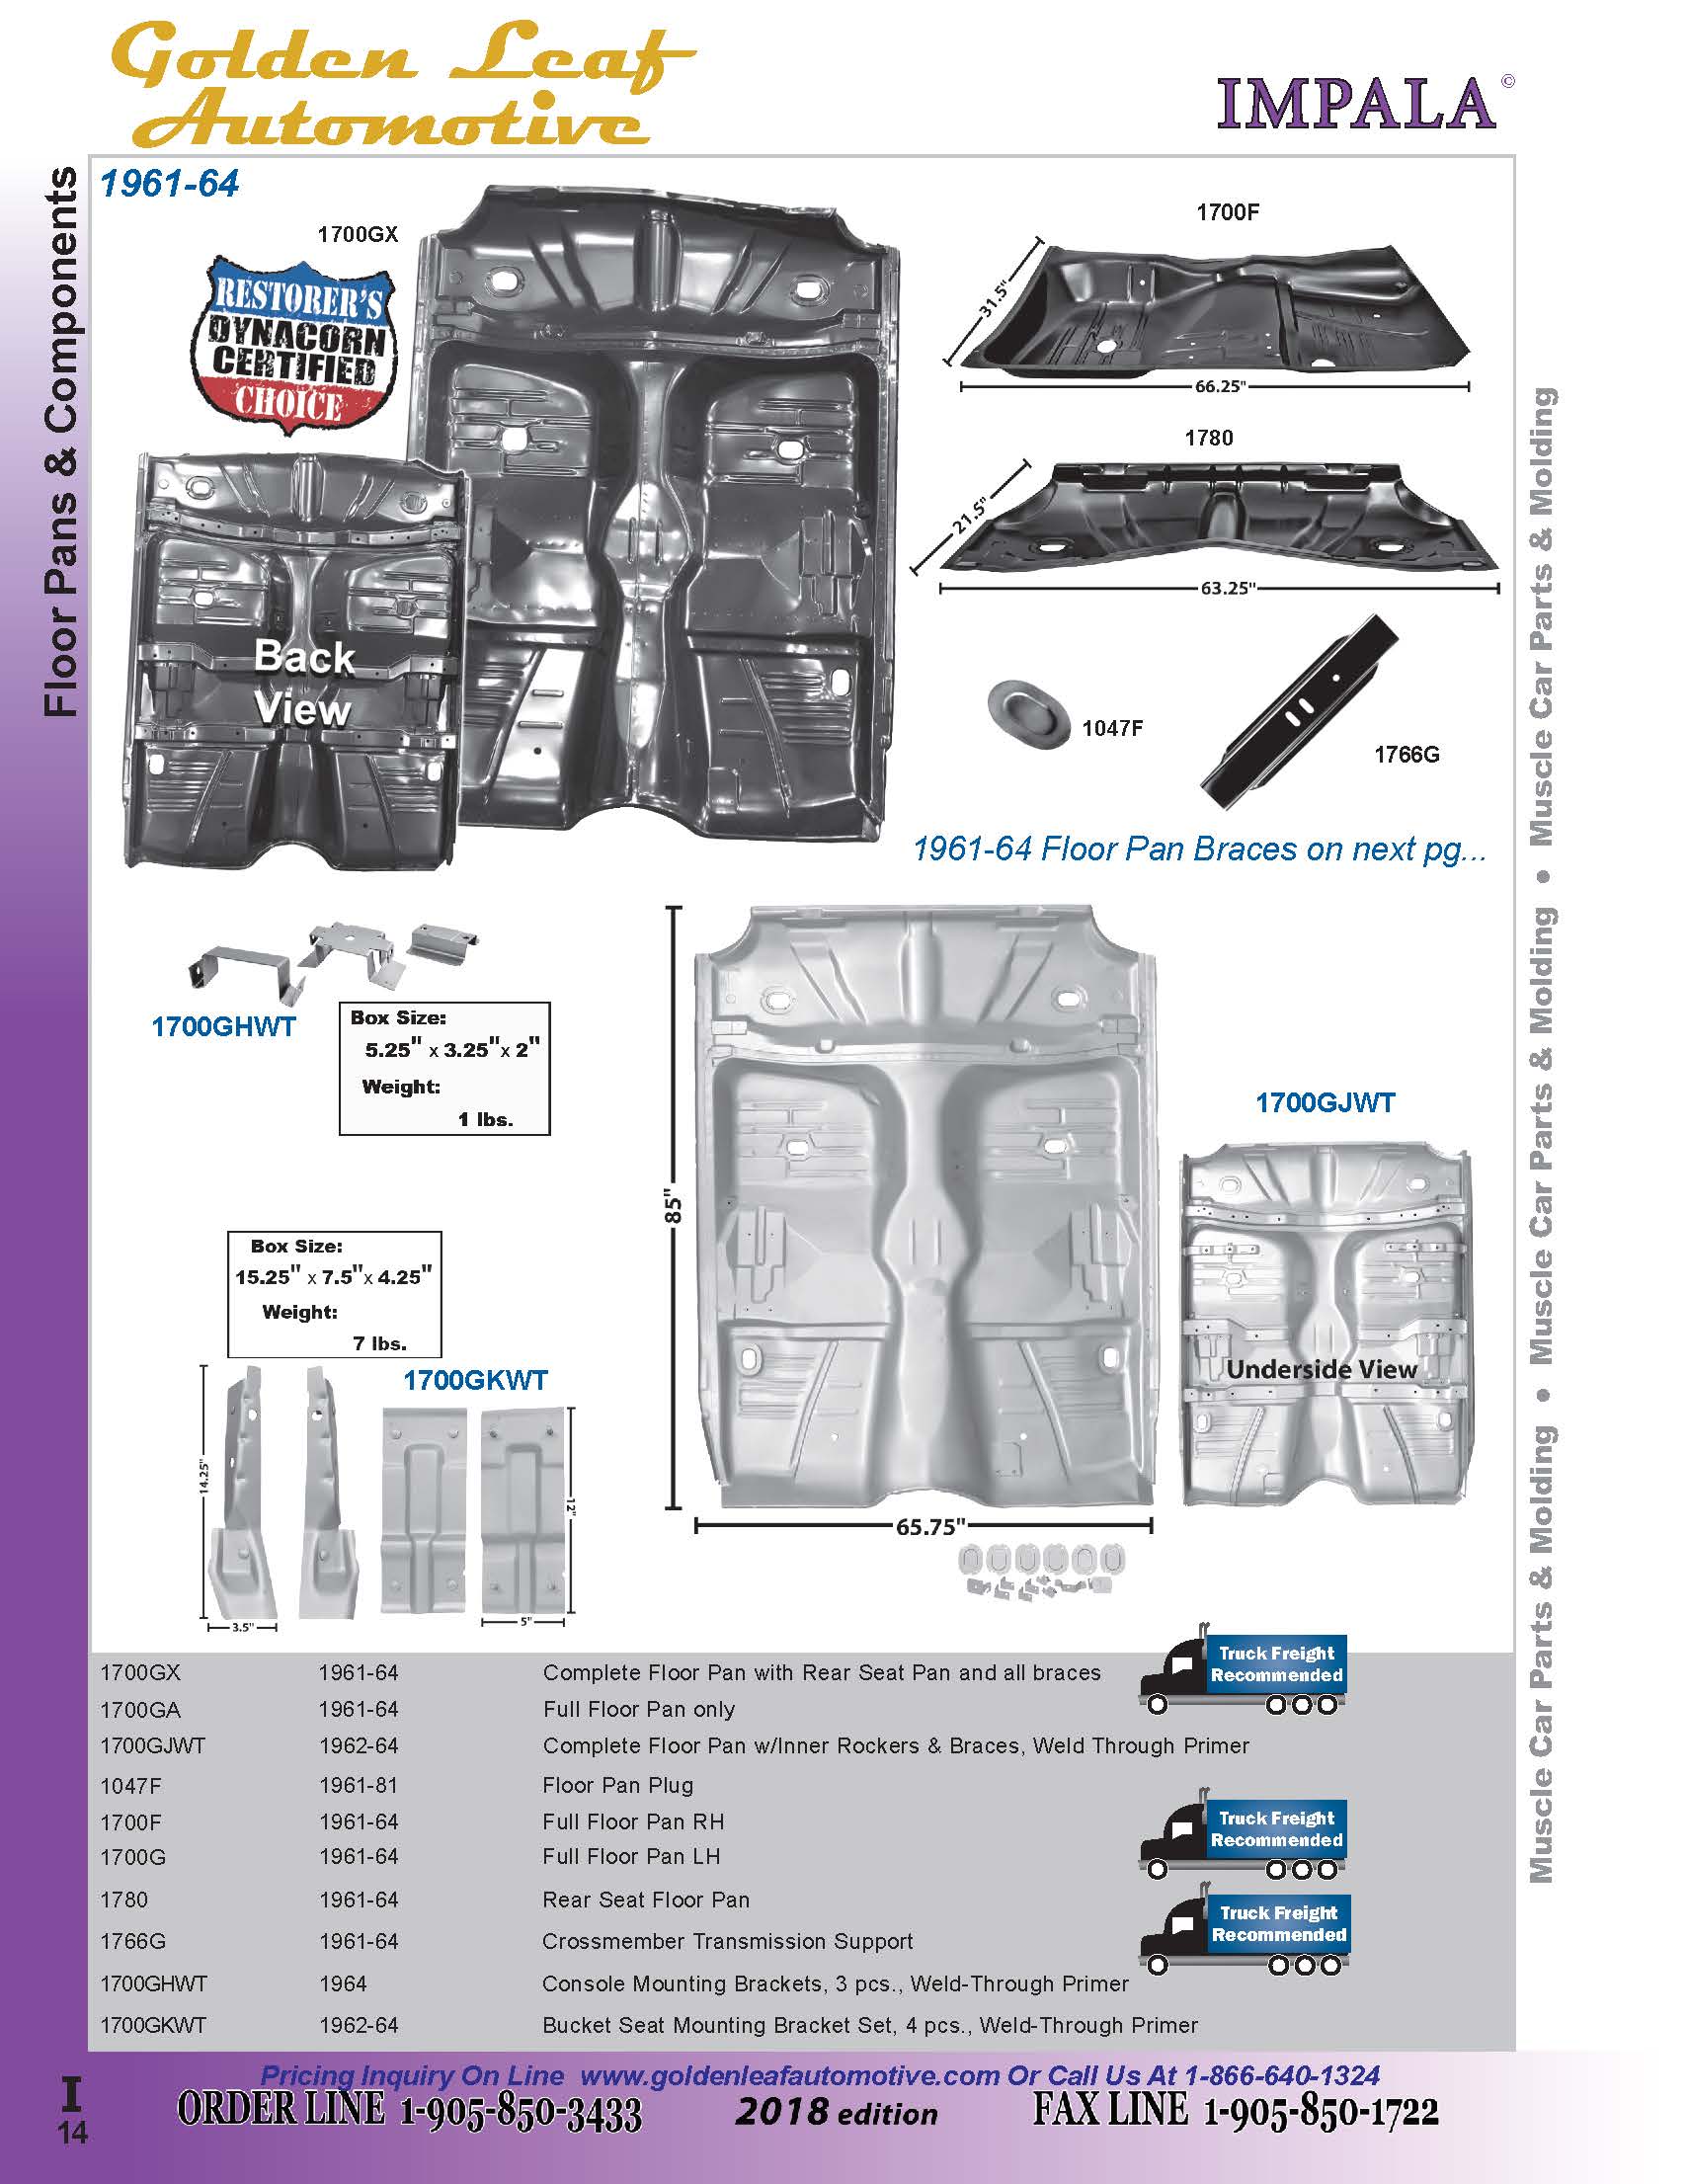 Golden Leaf
Automotive
IMPALA©
Floor Pans & Components
1961-64
1700GX
RESTORER'S
DYNACORN
CERTIFIED
CHOICE
Back
View
1700F
31.5"
66.25"
1780
21.5"
63.25"
1047F
1766G
1961-64 Floor Pan Braces on next pg...
1700GHWT
Box Size:
5.25" x 3.25"x 2"
Weight:
1 lbs.
Box Size:
15.25" x 7.5"x 4.25"
Weight:
7 lbs.
1700GKWT
14.25"
3.5"
12"
5"
85"
65.75"
1700GJWT
Underside View
1700GX 1961-64 Complete Floor Pan with Rear Seat Pan and all braces
1700GA 1961-64 Full Floor Pan only
1700GJWT 1962-64 Complete Floor Pan w/Inner Rockers & Braces, Weld Through Primer
1047F 1961-81 Floor Pan Plug
1700F 1961-64 Full Floor Pan RH
1700G 1961-64 Full Floor Pan LH
1780 1961-64 Rear Seat Floor Pan
1766G 1961-64 Crossmember Transmission Support
1700GHWT 1964 Console Mounting Brackets, 3 pcs., Weld-Through Primer
1700GKWT 1962-64 Bucket Seat Mounting Bracket Set, 4 pcs., Weld-Through Primer
Truck Freight
Recommended
Truck Freight
Recommended
Truck Freight
Recommended
Muscle Car Parts & Molding • Muscle Car Parts & Molding • Muscle Car Parts & Molding
Pricing Inquiry On Line www.goldenleafautomotive.com Or Call Us At 1-866-640-1324
ORDER LINE 1-905-850-3433 2018 edition FAX LINE 1-905-850-1722
I
14